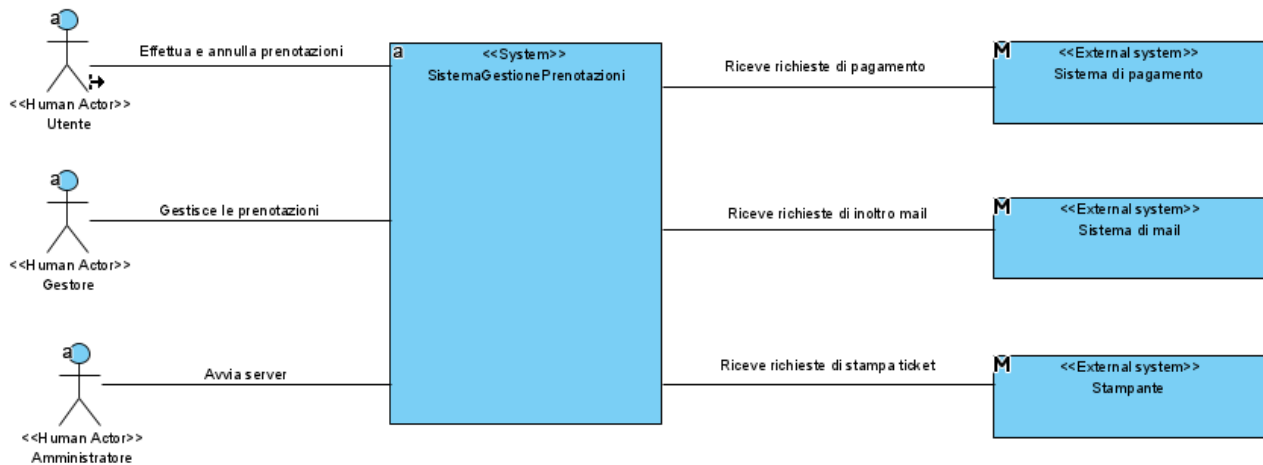 a
Effettua e annulla prenotazioni
<<Human Actor>>
Utente
a
Gestisce le prenotazioni
<<Human Actor>>
Gestore
a
Avvia server
<<Human Actor>>
Amministratore
a
<<System>>
SistemaGestionePrenotazioni
Riceve richieste di pagamento
M
<<External system>>
Sistema di pagamento
Riceve richieste di inoltro mail
M
<<External system>>
Sistema di mail
Riceve richieste di stampa ticket
M
<<External system>>
Stampante